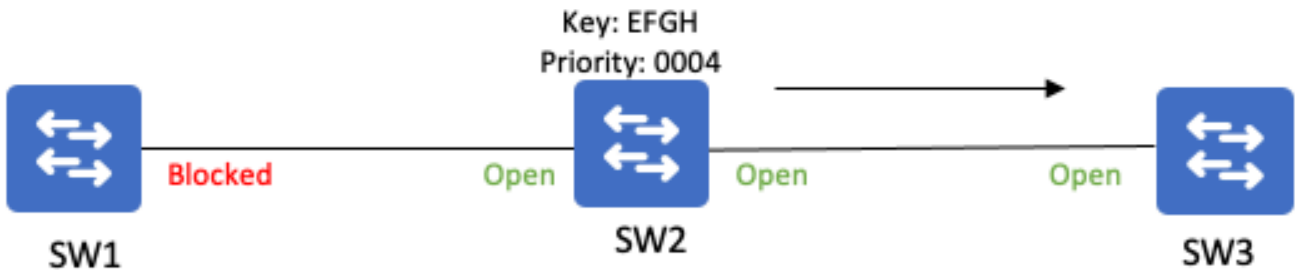 Key: EFGH
Priority: 0004
Blocked
Open
Open
Open
SW1
SW2
SW3